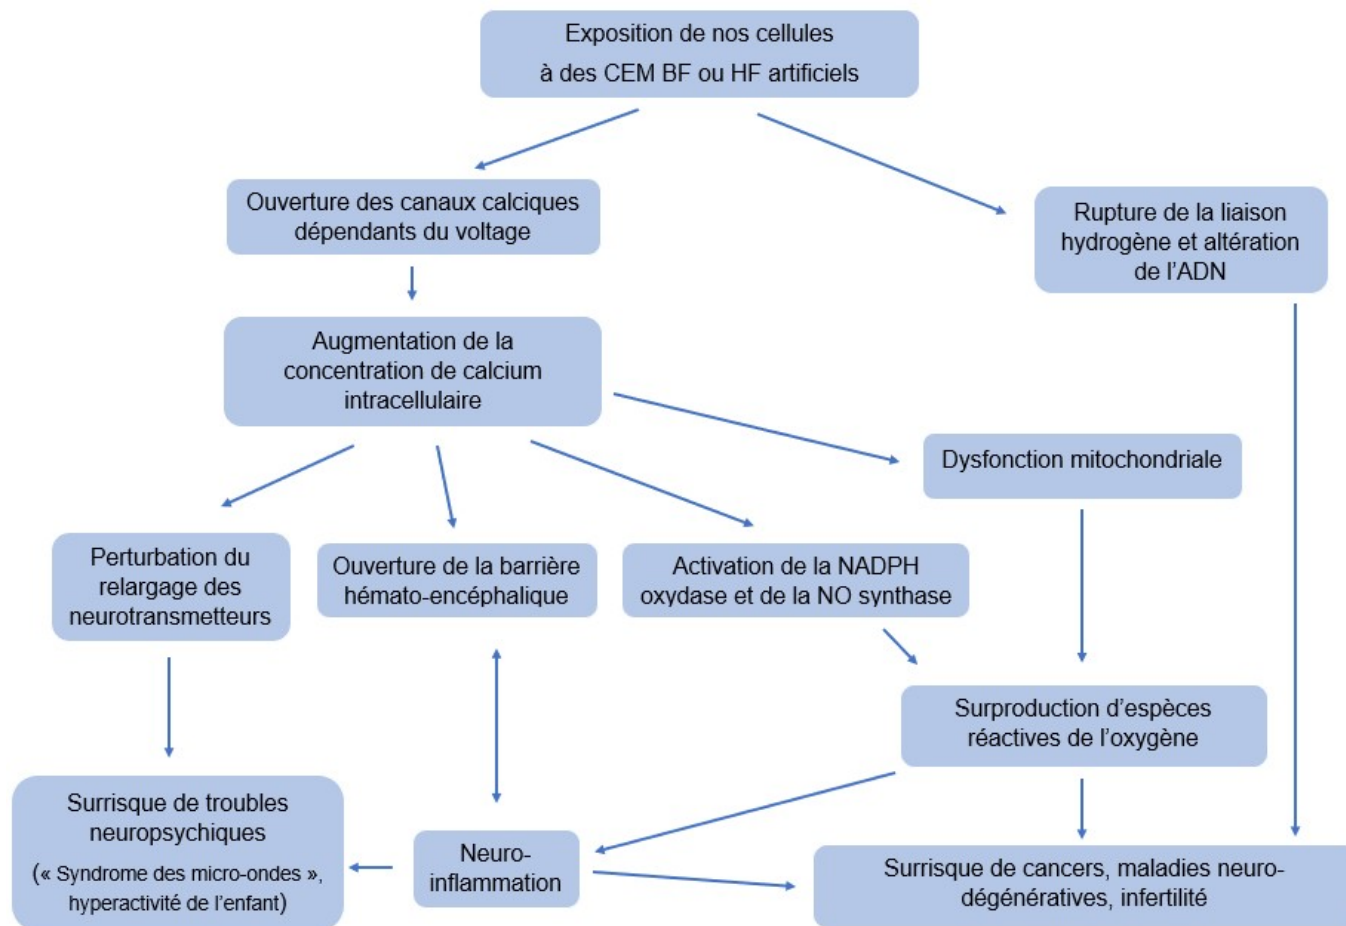 Exposition de nos cellules
à des CEM BF ou HF artificiels
Ouverture des canaux calciques
dépendants du voltage
Rupture de la liaison
hydrogène et altération
de l’ADN
Augmentation de la
concentration de calcium
intracellulaire
Dysfonction mitochondriale
Perturbation du
relargage des
neurotransmetteurs
Ouverture de la barrière
hémato-encéphalique
Activation de la NADPH
oxydase et de la NO synthase
Surproduction d’espèces
réactives de l’oxygène
Surrisque de troubles
neuropsychiques
(« Syndrome des micro-ondes »,
hyperactivité de l’enfant)
Neuro-
inflammation
Surrisque de cancers, maladies neuro-
dégénératives, infertilité